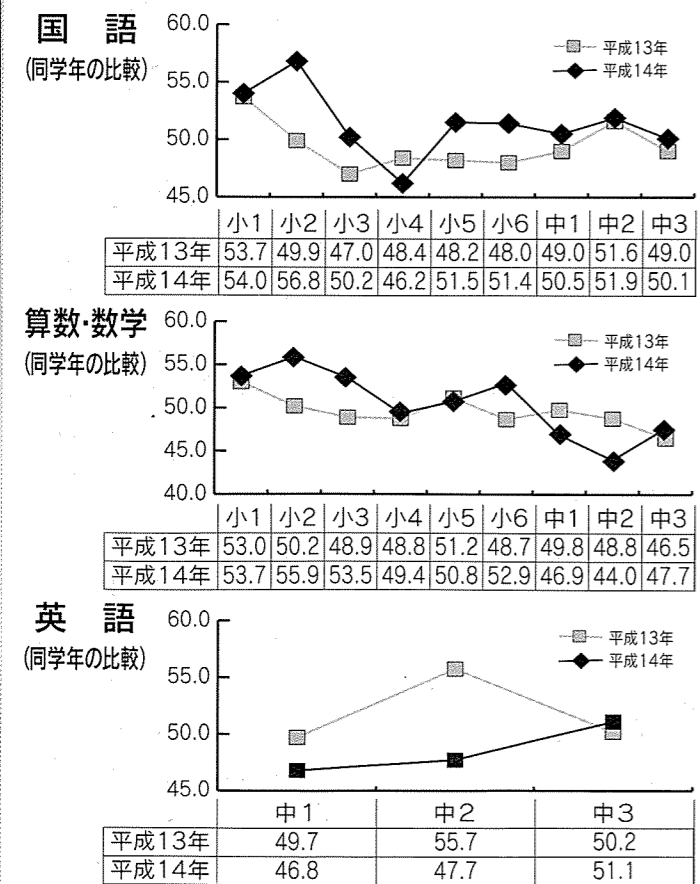 国 語
(同学年の比較)
60.0
55.0
50.0
45.0
平成13年
平成14年
小1 小2 小3 小4 小5 小6 中1 中2 中3
平成13年 53.7 49.9 47.0 48.4 48.2 48.0 49.0 51.6 49.0
平成14年 54.0 56.8 50.2 46.2 51.5 51.4 50.5 51.9 50.1
算数・数学
(同学年の比較)
60.0
55.0
50.0
45.0
40.0
平成13年
平成14年
小1 小2 小3 小4 小5 小6 中1 中2 中3
平成13年 53.0 50.2 48.9 48.8 51.2 48.7 49.8 48.8 46.5
平成14年 53.7 55.9 53.5 49.4 50.8 52.9 46.9 44.0 47.7
英 語
(同学年の比較)
60.0
55.0
50.0
45.0
平成13年
平成14年
中1 中2 中3
平成13年 49.7 55.7 50.2
平成14年 46.8 47.7 51.1